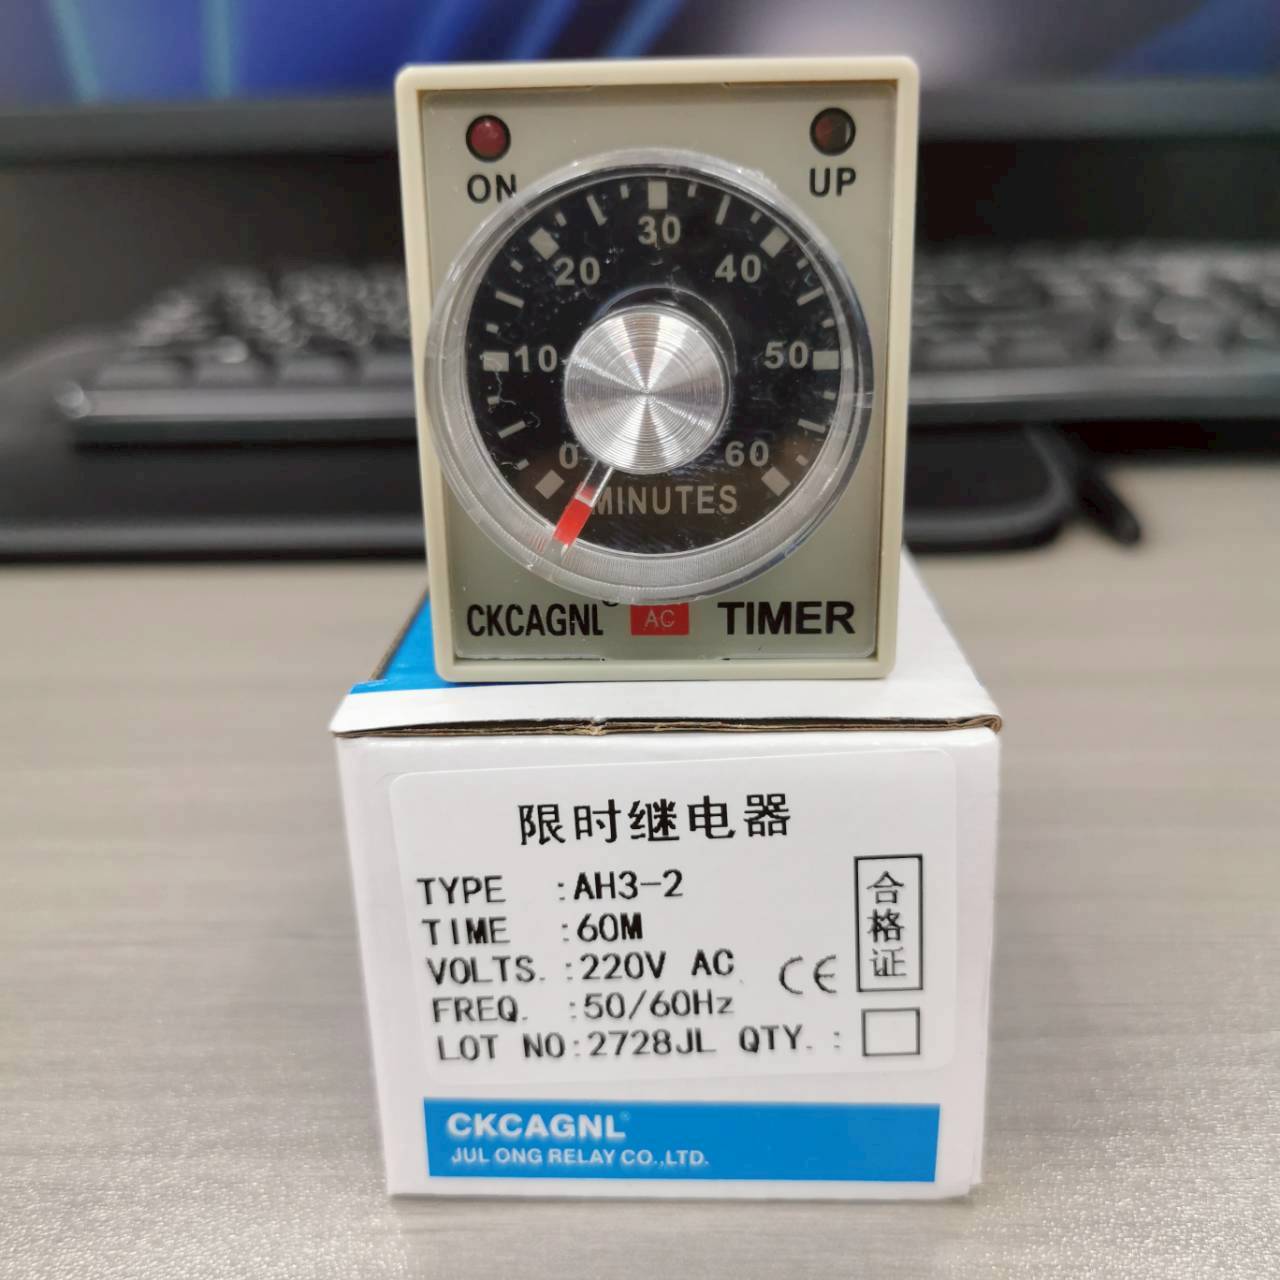 ON
UP
0
10
20
30
40
50
60
MINUTES
CKCAGNL® AC TIMER
限时继电器
TYPE :AH3-2
TIME :60M
VOLTS. :220V AC
FREQ. :50/60Hz
LOT NO:2728JL QTY. :
CE
合格证
CKCAGNL®
JUL ONG RELAY CO.,LTD.